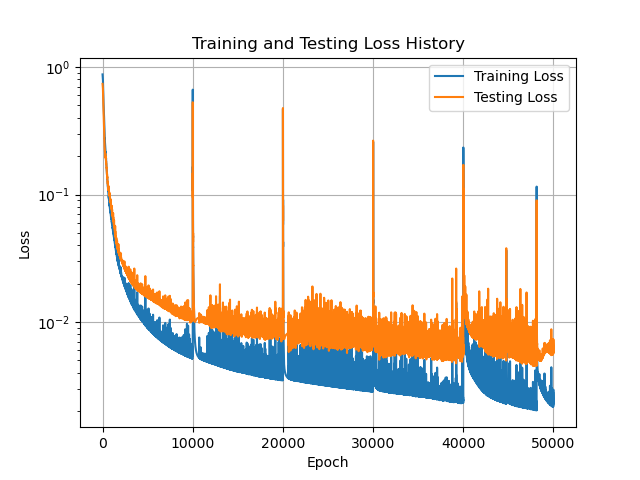 Training and Testing Loss History
10⁰
Training Loss
Testing Loss
10⁻¹
Loss
10⁻²
0 10000 20000 30000 40000 50000
Epoch